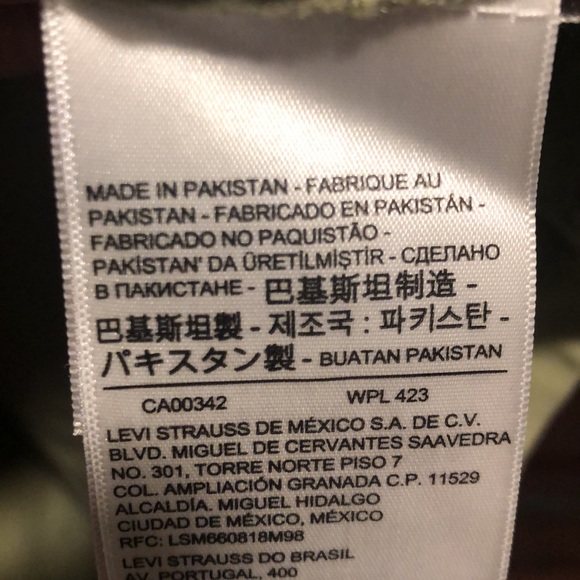 MADE IN PAKISTAN - FABRIQUE AU
PAKISTAN - FABRICADO EN PAKISTÁN -
FABRICADO NO PAQUISTÃO -
PAKİSTAN' DA ÜRETİLMİŞTİR - СДЕЛАНО
В ПАКИСТАНЕ - 巴基斯坦制造 -
巴基斯坦製 - 제조국 : 파키스탄 -
パキスタン製 - BUATAN PAKISTAN
CA00342 WPL 423
LEVI STRAUSS DE MÉXICO S.A. DE C.V.
BLVD. MIGUEL DE CERVANTES SAAVEDRA
NO. 301, TORRE NORTE PISO 7
COL. AMPLIACIÓN GRANADA C.P. 11529
ALCALDÍA. MIGUEL HIDALGO
CIUDAD DE MÉXICO, MÉXICO
RFC: LSM660818M98
LEVI STRAUSS DO BRASIL
AV. PORTUGAL, 400